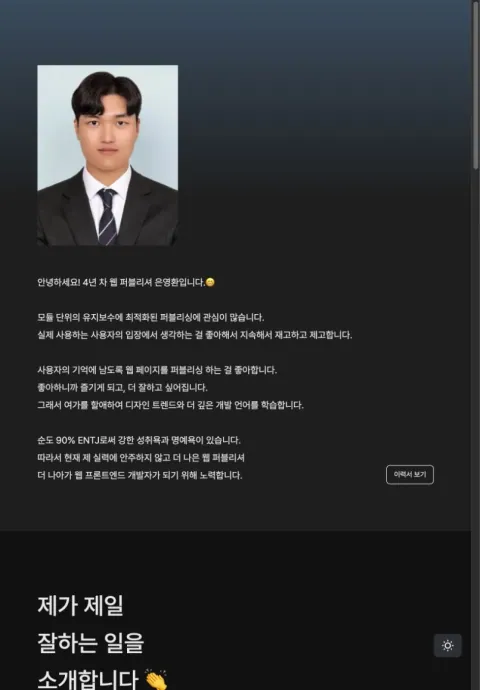 안녕하세요! 4년 차 웹 퍼블리셔 은영환입니다.😄
모듈 단위의 유지보수에 최적화된 퍼블리싱에 관심이 많습니다.
실제 사용하는 사용자의 입장에서 생각하는 걸 좋아해서 지속해서 재고하고 제고합니다.
사용자의 기억에 남도록 웹 페이지를 퍼블리싱 하는 걸 좋아합니다.
좋아하니까 즐기게 되고, 더 잘하고 싶어집니다.
그래서 여가를 할애하여 디자인 트렌드와 더 깊은 개발 언어를 학습합니다.
순도 90% ENTJ로써 강한 성취욕과 명예욕이 있습니다.
따라서 현재 제 실력에 안주하지 않고 더 나은 웹 퍼블리셔
더 나아가 웹 프론트엔드 개발자가 되기 위해 노력합니다.
이력서 보기
제가 제일
잘하는 일을
소개합니다 👏